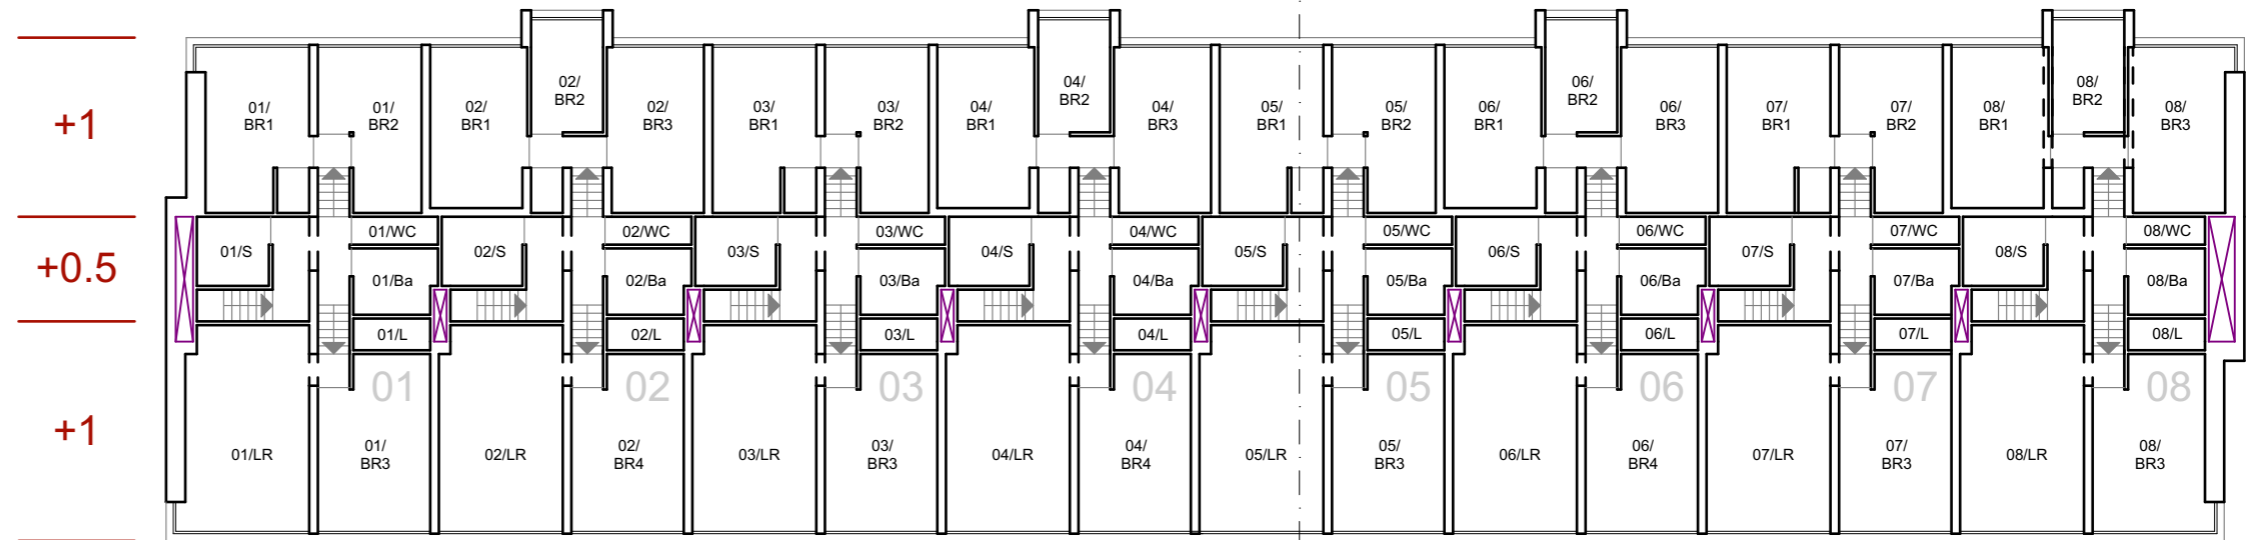 +1
01/
BR1
01/
BR2
02/
BR1
02/
BR2
02/
BR3
03/
BR1
03/
BR2
04/
BR1
04/
BR2
04/
BR3
05/
BR1
05/
BR2
06/
BR1
06/
BR2
06/
BR3
07/
BR1
07/
BR2
08/
BR1
08/
BR2
08/
BR3
+0.5
01/S
01/WC
02/S
02/WC
03/S
03/WC
04/S
04/WC
05/S
05/WC
06/S
06/WC
07/S
07/WC
08/S
08/WC
01/Ba
02/Ba
03/Ba
04/Ba
05/Ba
06/Ba
07/Ba
08/Ba
01/L
02/L
03/L
04/L
05/L
06/L
07/L
08/L
01
02
03
04
05
06
07
08
+1
01/LR
01/
BR3
02/LR
02/
BR4
03/LR
03/
BR3
04/LR
04/
BR4
05/LR
05/
BR3
06/LR
06/
BR4
07/LR
07/
BR3
08/LR
08/
BR3